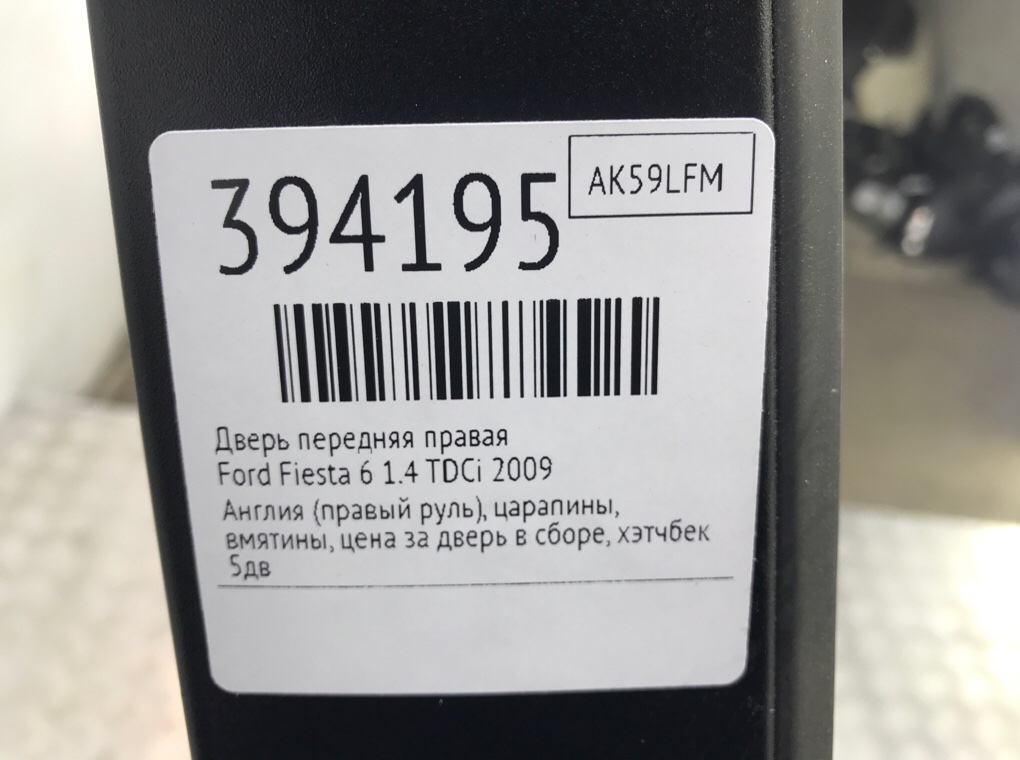 394195
AK59LFM
Дверь передняя правая
Ford Fiesta 6 1.4 TDCi 2009
Англия (правый руль), царапины,
вмятины, цена за дверь в сборе, хэтчбек
5дв